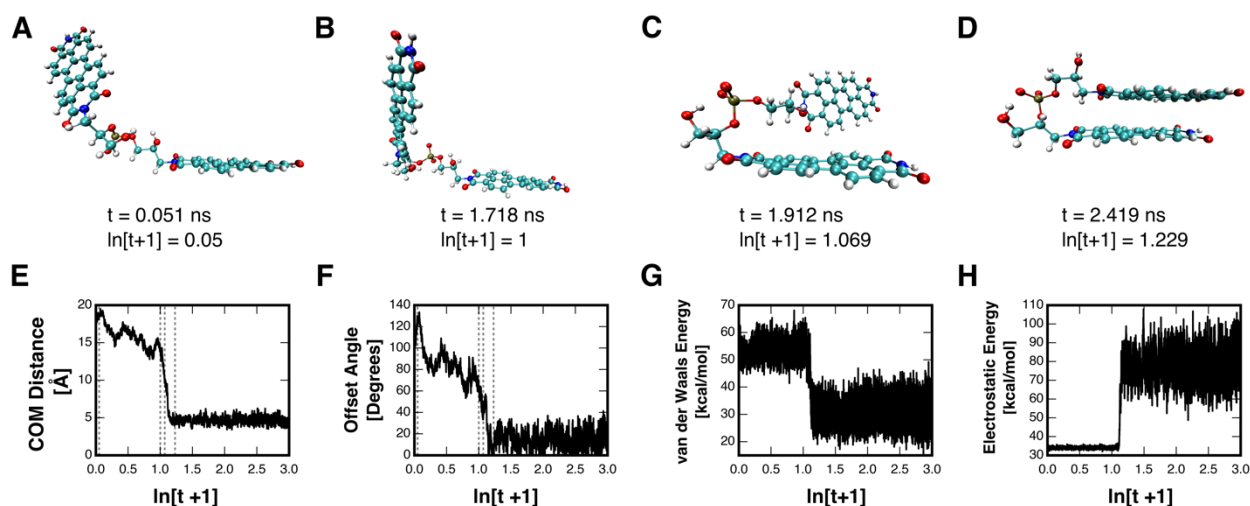 A
B
C
D
t = 0.051 ns
ln[t+1] = 0.05
t = 1.718 ns
ln[t+1] = 1
t = 1.912 ns
ln[t +1] = 1.069
t = 2.419 ns
ln[t+1] = 1.229
E
COM Distance
[Å]
20
15
10
5
0
0.0 0.5 1.0 1.5 2.0 2.5 3.0
ln[t +1]
F
Offset Angle
[Degrees]
140
120
100
80
60
40
20
0
0.0 0.5 1.0 1.5 2.0 2.5 3.0
ln[t +1]
G
van der Waals Energy
[kcal/mol]
70
60
50
40
30
20
0.0 0.5 1.0 1.5 2.0 2.5 3.0
ln[t+1]
H
Electrostatic Energy
[kcal/mol]
110
100
90
80
70
60
50
40
30
0.0 0.5 1.0 1.5 2.0 2.5 3.0
ln[t +1]